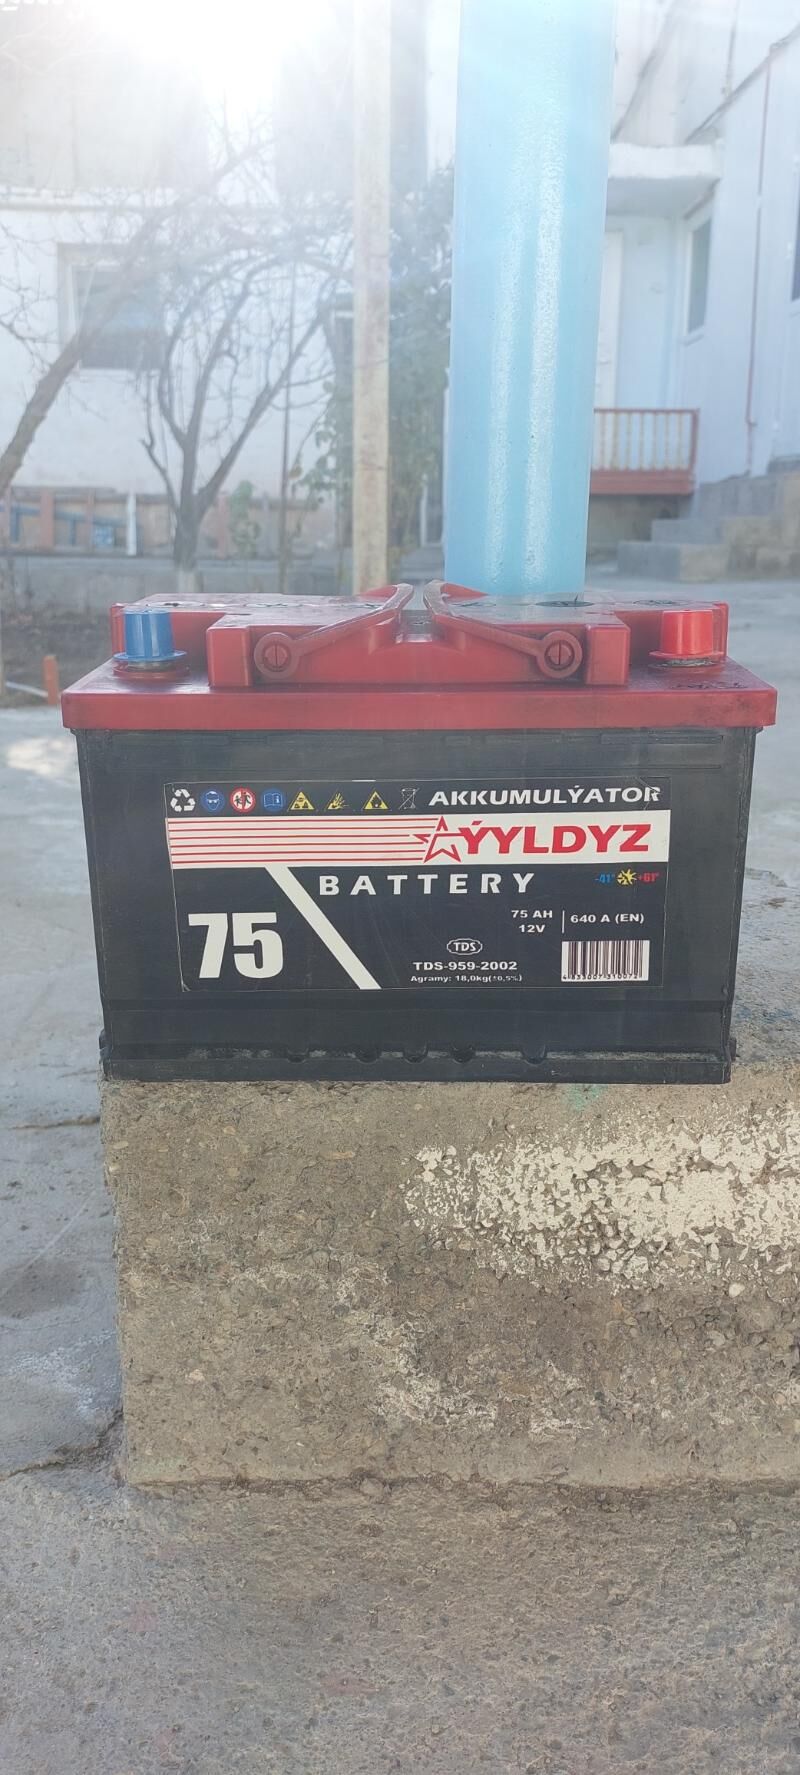 AKKUMULÝATOR
ÝYLDYZ
BATTERY
-41° +61°
75
75 AH
12V
640 A (EN)
TDS
TDS-959-2002
Agramy: 18,0kg(±0,5%)